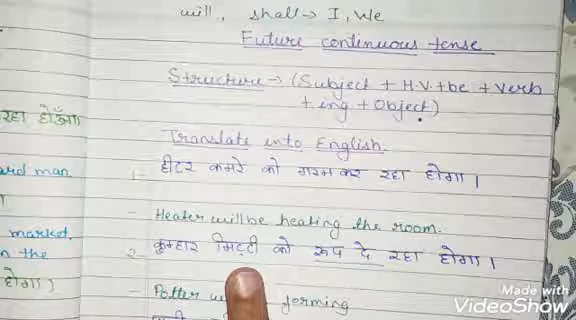 will, shall → I, We
Future continuous tense
Structure → (Subject + H.V. + be + verb
+ ing + Object)
रहा होऊँगा)
Translate into English.
ard man
1- हीटर कमरे को गरम कर रहा होगा।
- Heater will be heating the room.
market.
n the
2- कुम्हार मिट्टी को रूप दे रहा होगा।
होगा)
- Potter forming
Made with
VideoShow